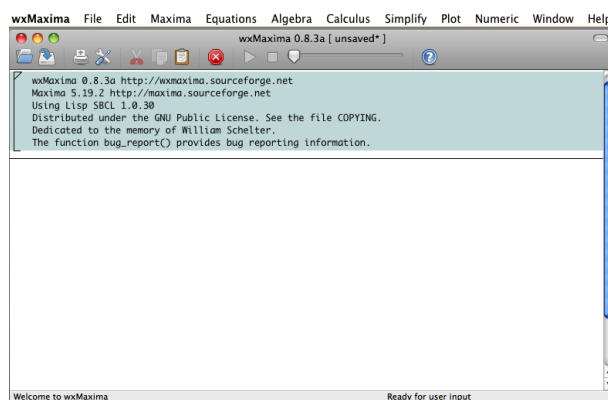 wxMaxima File Edit Maxima Equations Algebra Calculus Simplify Plot Numeric Window Help
wxMaxima 0.8.3a [ unsaved* ]
wxMaxima 0.8.3a http://wxmaxima.sourceforge.net
Maxima 5.19.2 http://maxima.sourceforge.net
Using Lisp SBCL 1.0.30
Distributed under the GNU Public License. See the file COPYING.
Dedicated to the memory of William Schelter.
The function bug_report() provides bug reporting information.
Welcome to wxMaxima Ready for user input